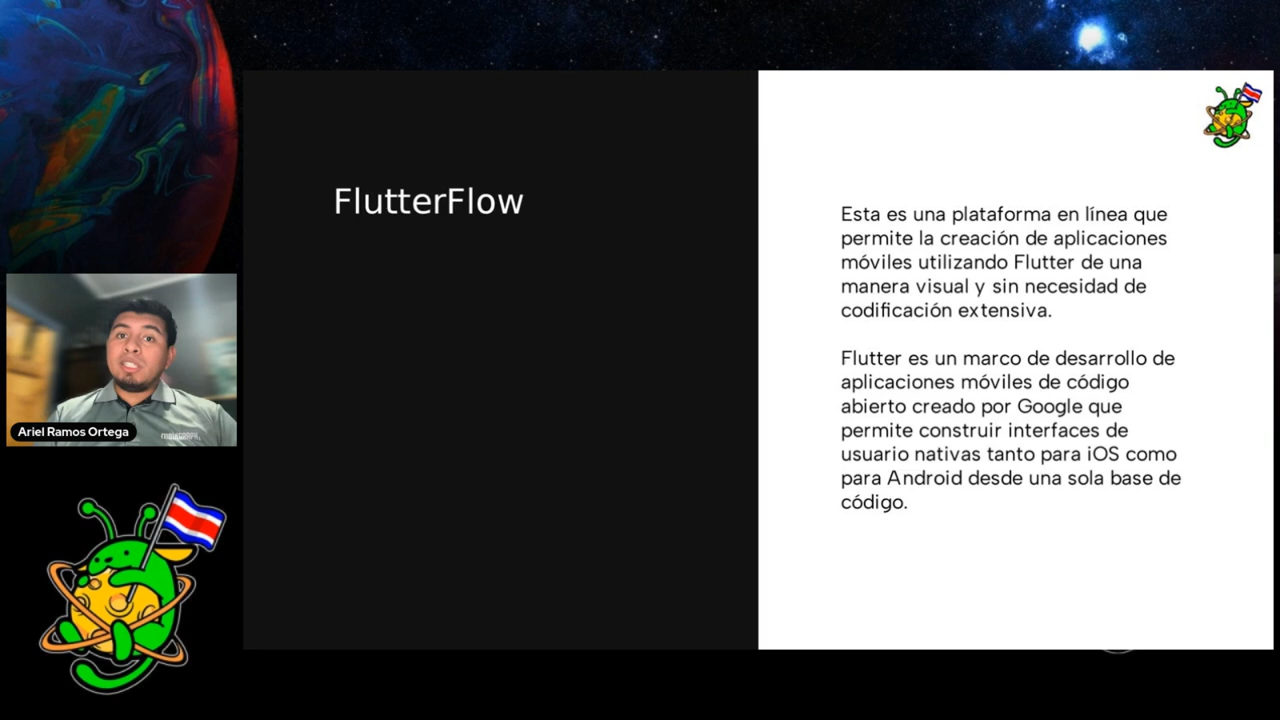 FlutterFlow
Esta es una plataforma en línea que
permite la creación de aplicaciones
móviles utilizando Flutter de una
manera visual y sin necesidad de
codificación extensiva.
Flutter es un marco de desarrollo de
aplicaciones móviles de código
abierto creado por Google que
permite construir interfaces de
usuario nativas tanto para iOS como
para Android desde una sola base de
código.
Ariel Ramos Ortega